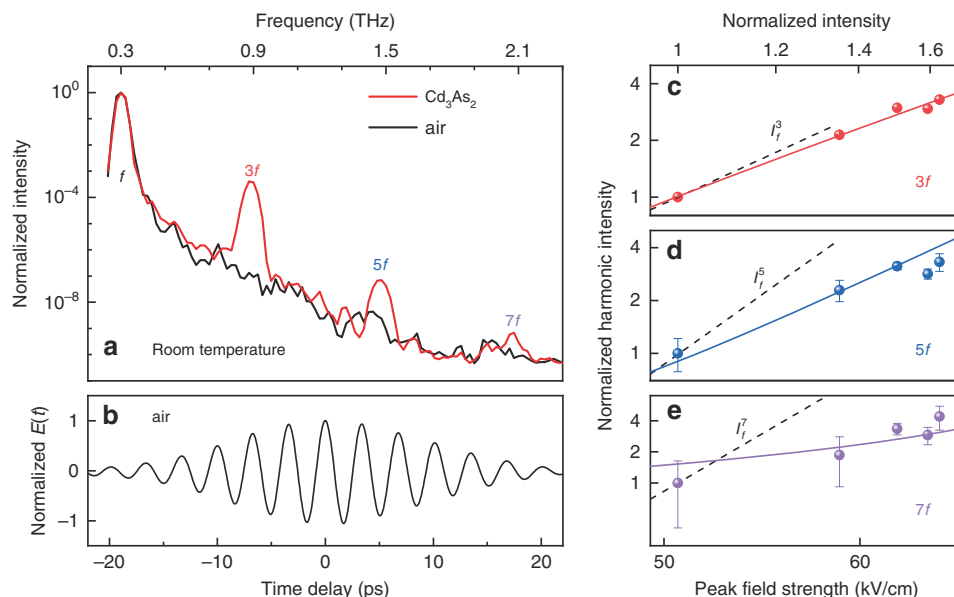 Frequency (THz)
0.3 0.9 1.5 2.1
Normalized intensity
10⁰
10⁻⁴
10⁻⁸
Cd₃As₂
air
f
3f
5f
7f
a Room temperature
Normalized E(t)
1
0
−1
b air
−20 −10 0 10 20
Time delay (ps)
Normalized intensity
1 1.2 1.4 1.6
Normalized harmonic intensity
c
4
2
1
I_f^3
3f
d
4
2
1
I_f^5
5f
e
4
2
1
I_f^7
7f
50 60
Peak field strength (kV/cm)